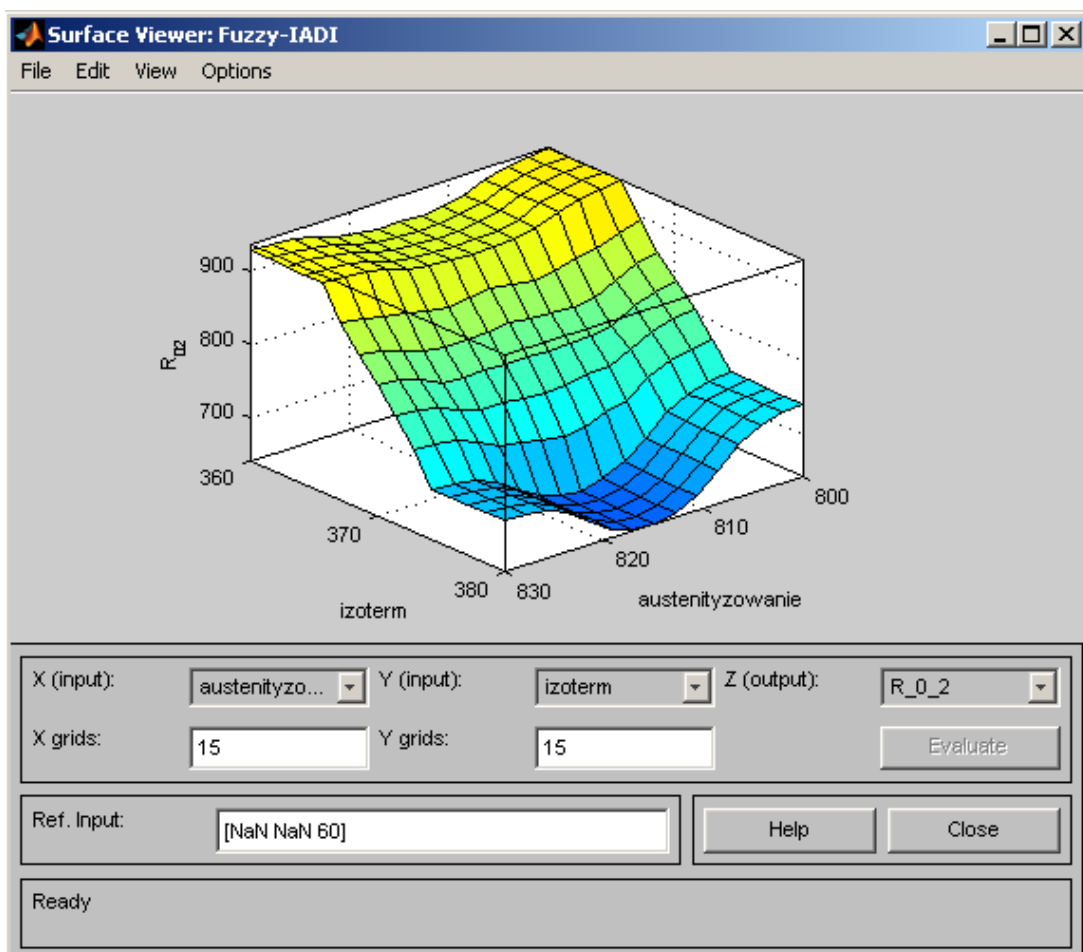 Surface Viewer: Fuzzy-IADI
File Edit View Options
900
800
700
R_02
360
370
380
izoterm
830
820
810
800
austenityzowanie
X (input): austenityzo... Y (input): izoterm Z (output): R_0_2
X grids: 15 Y grids: 15 Evaluate
Ref. Input: [NaN NaN 60] Help Close
Ready